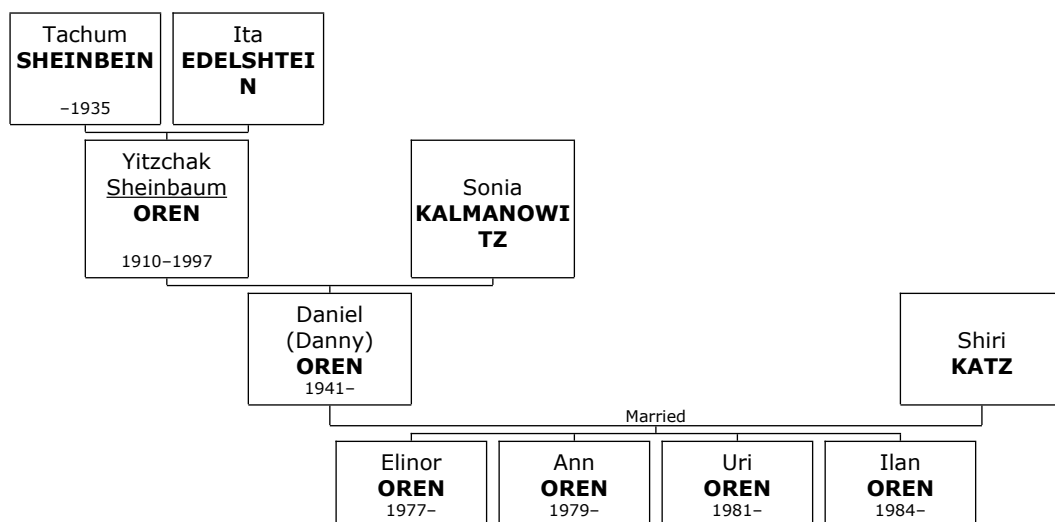 Tachum
SHEINBEIN
–1935
Ita
EDELSHTEI
N
Yitzchak
Sheinbaum
OREN
1910–1997
Sonia
KALMANOWI
TZ
Daniel
(Danny)
OREN
1941–
Shiri
KATZ
Married
Elinor
OREN
1977–
Ann
OREN
1979–
Uri
OREN
1981–
Ilan
OREN
1984–